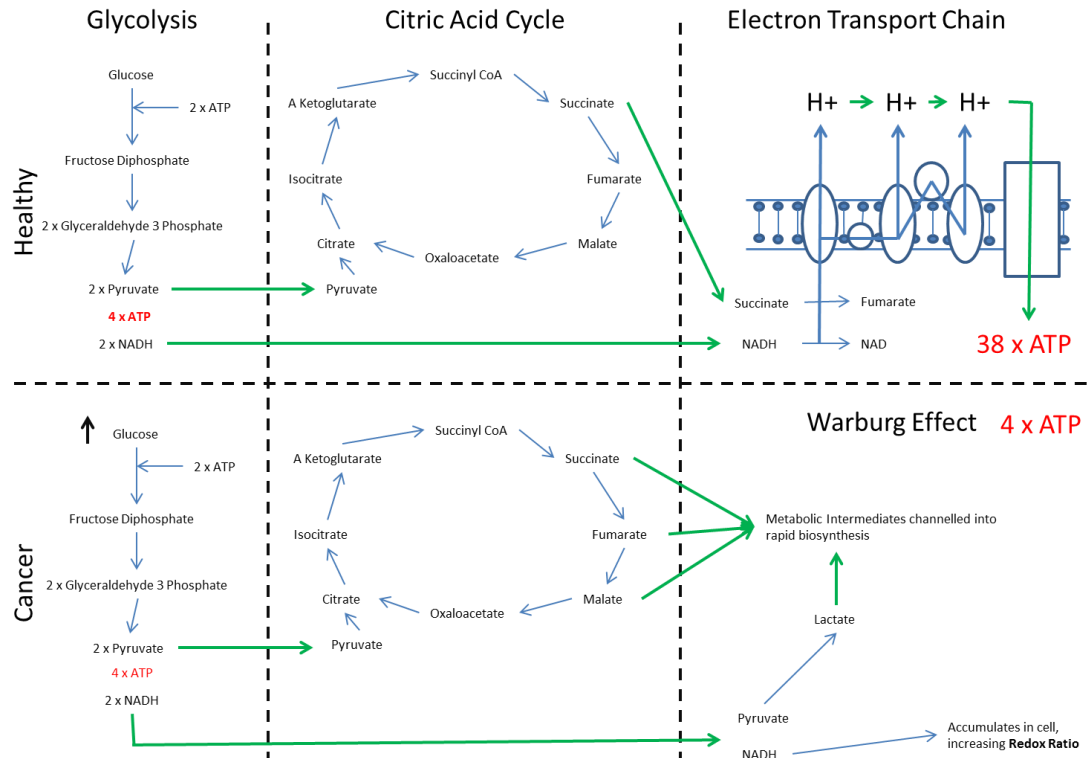 Glycolysis
Citric Acid Cycle
Electron Transport Chain
Healthy
Glucose
2 x ATP
Fructose Diphosphate
2 x Glyceraldehyde 3 Phosphate
2 x Pyruvate
4 x ATP
2 x NADH
Succinyl CoA
A Ketoglutarate
Succinate
Isocitrate
Fumarate
Citrate
Malate
Oxaloacetate
Pyruvate
H+
H+
H+
Succinate
Fumarate
NADH
NAD
38 x ATP
Cancer
Glucose
2 x ATP
Fructose Diphosphate
2 x Glyceraldehyde 3 Phosphate
2 x Pyruvate
4 x ATP
2 x NADH
Succinyl CoA
A Ketoglutarate
Succinate
Isocitrate
Fumarate
Citrate
Malate
Oxaloacetate
Pyruvate
Warburg Effect
4 x ATP
Metabolic Intermediates channelled into
rapid biosynthesis
Lactate
Pyruvate
NADH
Accumulates in cell,
increasing Redox Ratio